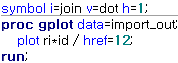 symbol i=join v=dot h=1;
proc gplot data=import_out;
plot ri*id / href=12;
run;